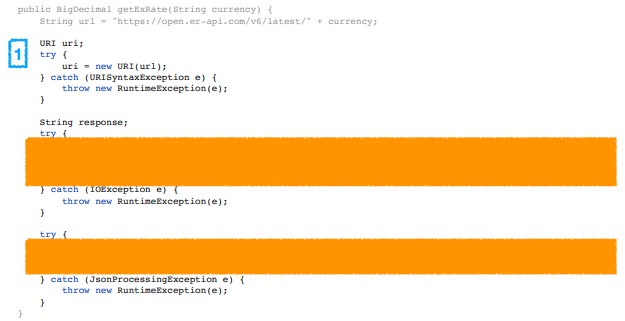 public BigDecimal getExRate(String currency) {
String url = "https://open.er-api.com/v6/latest/" + currency;
1
URI uri;
try {
uri = new URI(url);
} catch (URISyntaxException e) {
throw new RuntimeException(e);
}
String response;
try {
} catch (IOException e) {
throw new RuntimeException(e);
}
try {
} catch (JsonProcessingException e) {
throw new RuntimeException(e);
}
}